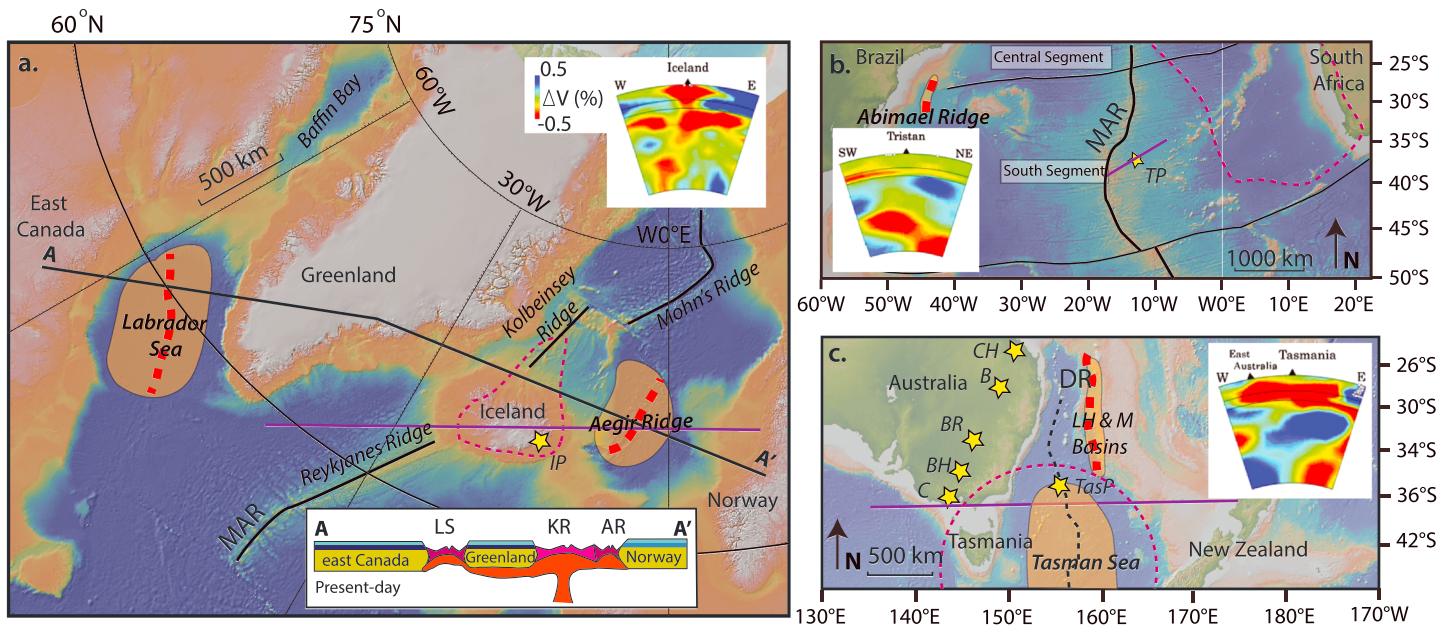 60°N
75°N
a.
60°W
0.5
ΔV (%)
-0.5
Iceland
W
E
Baffin Bay
500 km
30°W
East
Canada
A
W0°E
Greenland
Kolbeinsey
Ridge
Mohn's Ridge
Labrador
Sea
Iceland
Aegir Ridge
Reykjanes Ridge
IP
A'
MAR
Norway
A
LS
KR
AR
A'
east Canada
Greenland
Norway
Present-day
b.
Brazil
Central Segment
South
Africa
Abimael Ridge
MAR
Tristan
SW
NE
South Segment
TP
1000 km
N
25°S
30°S
35°S
40°S
45°S
50°S
60°W
50°W
40°W
30°W
20°W
10°W
W0°E
10°E
20°E
c.
CH
Australia
B
DR
BR
LH & M
Basins
BH
C
TasP
East
Australia
Tasmania
W
E
Tasmania
Tasman Sea
New Zealand
N
500 km
26°S
30°S
34°S
36°S
42°S
130°E
140°E
150°E
160°E
170°E
170°W